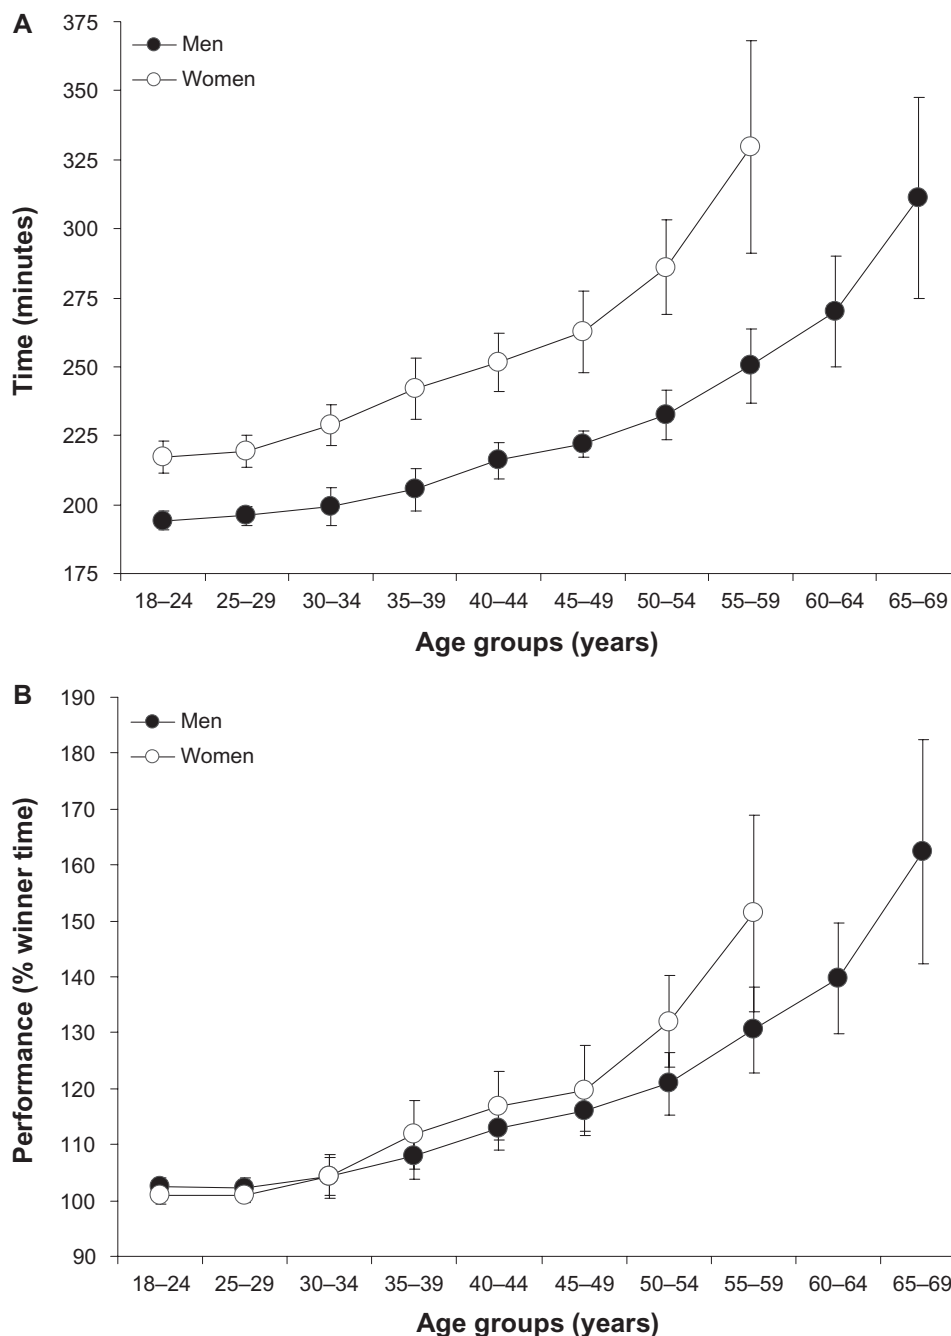 A
375
350
325
300
275
250
225
200
175
Time (minutes)
Men
Women
18–24 25–29 30–34 35–39 40–44 45–49 50–54 55–59 60–64 65–69
Age groups (years)
B
190
180
170
160
150
140
130
120
110
100
90
Performance (% winner time)
Men
Women
18–24 25–29 30–34 35–39 40–44 45–49 50–54 55–59 60–64 65–69
Age groups (years)